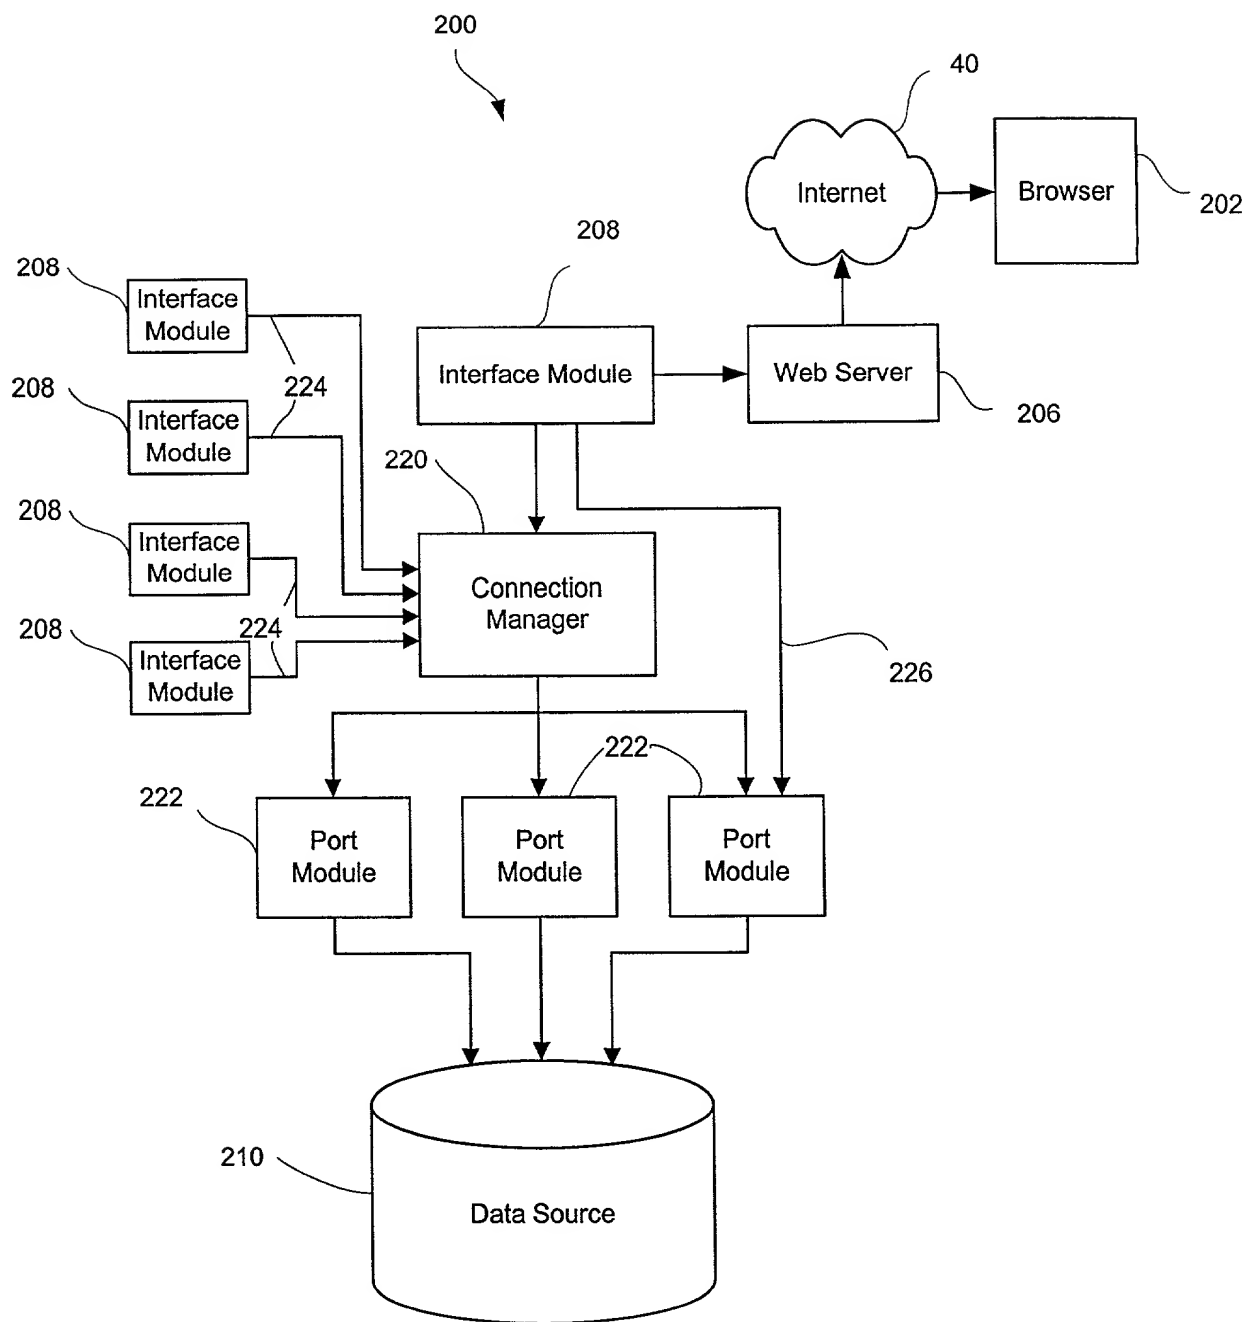 200
40
Internet
Browser
202
208
208
Interface
Module
Interface Module
Web Server
206
224
208
Interface
Module
220
208
Interface
Module
Connection
Manager
224
208
Interface
Module
226
222
222
Port
Module
Port
Module
Port
Module
210
Data Source